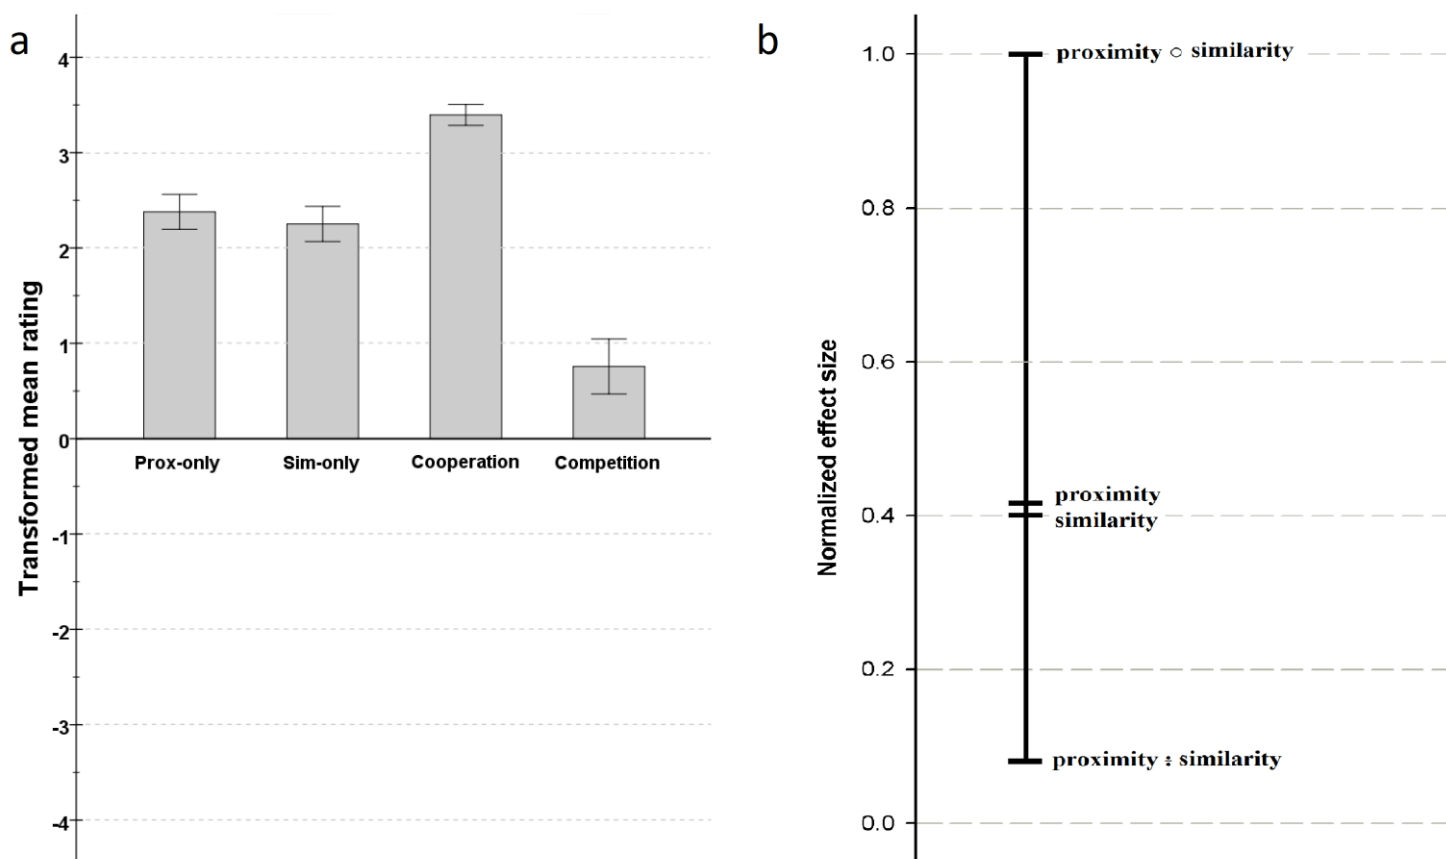 a
Transformed mean rating
4
3
2
1
0
-1
-2
-3
-4
Prox-only
Sim-only
Cooperation
Competition
b
Normalized effect size
1.0
0.8
0.6
0.4
0.2
0.0
proximity ○ similarity
proximity
similarity
proximity ÷ similarity